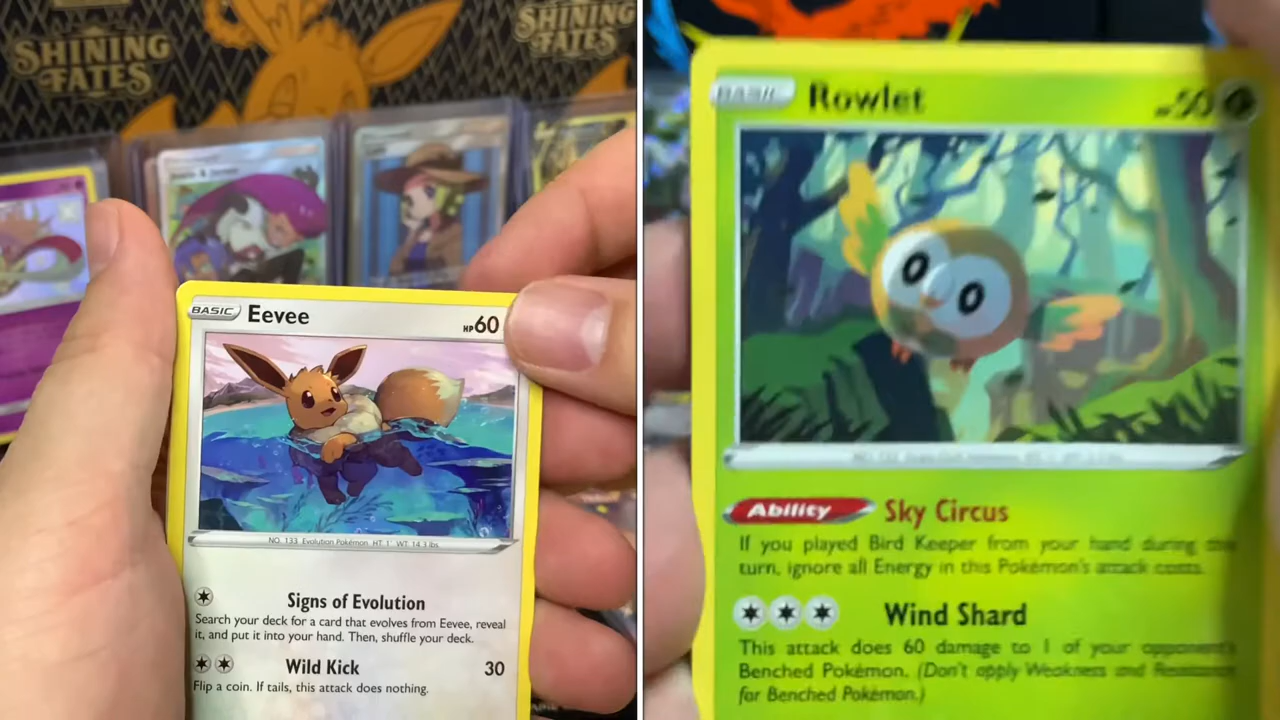 SHINING
FATES
SHINING
FATES
BASIC Eevee HP60
NO. 133 Evolution Pokémon HT: 1' WT: 14.3 lbs
Signs of Evolution
Search your deck for a card that evolves from Eevee, reveal
it, and put it into your hand. Then, shuffle your deck.
Wild Kick 30
Flip a coin. If tails, this attack does nothing.
BASIC Rowlet HP50
Ability Sky Circus
If you played Bird Keeper from your hand during this
turn, ignore all Energy in this Pokémon's attack costs.
Wind Shard
This attack does 60 damage to 1 of your opponent's
Benched Pokémon. (Don't apply Weakness and Resistance
for Benched Pokémon.)